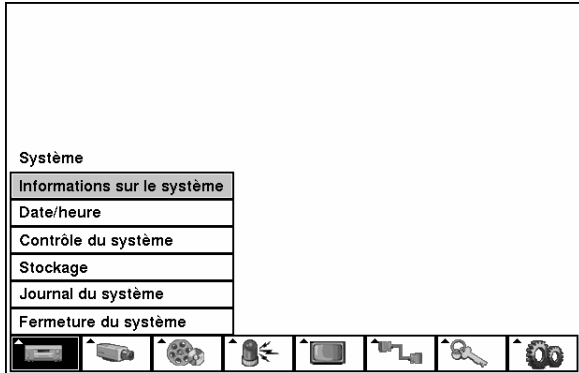 Système
Informations sur le système
Date/heure
Contrôle du système
Stockage
Journal du système
Fermeture du système